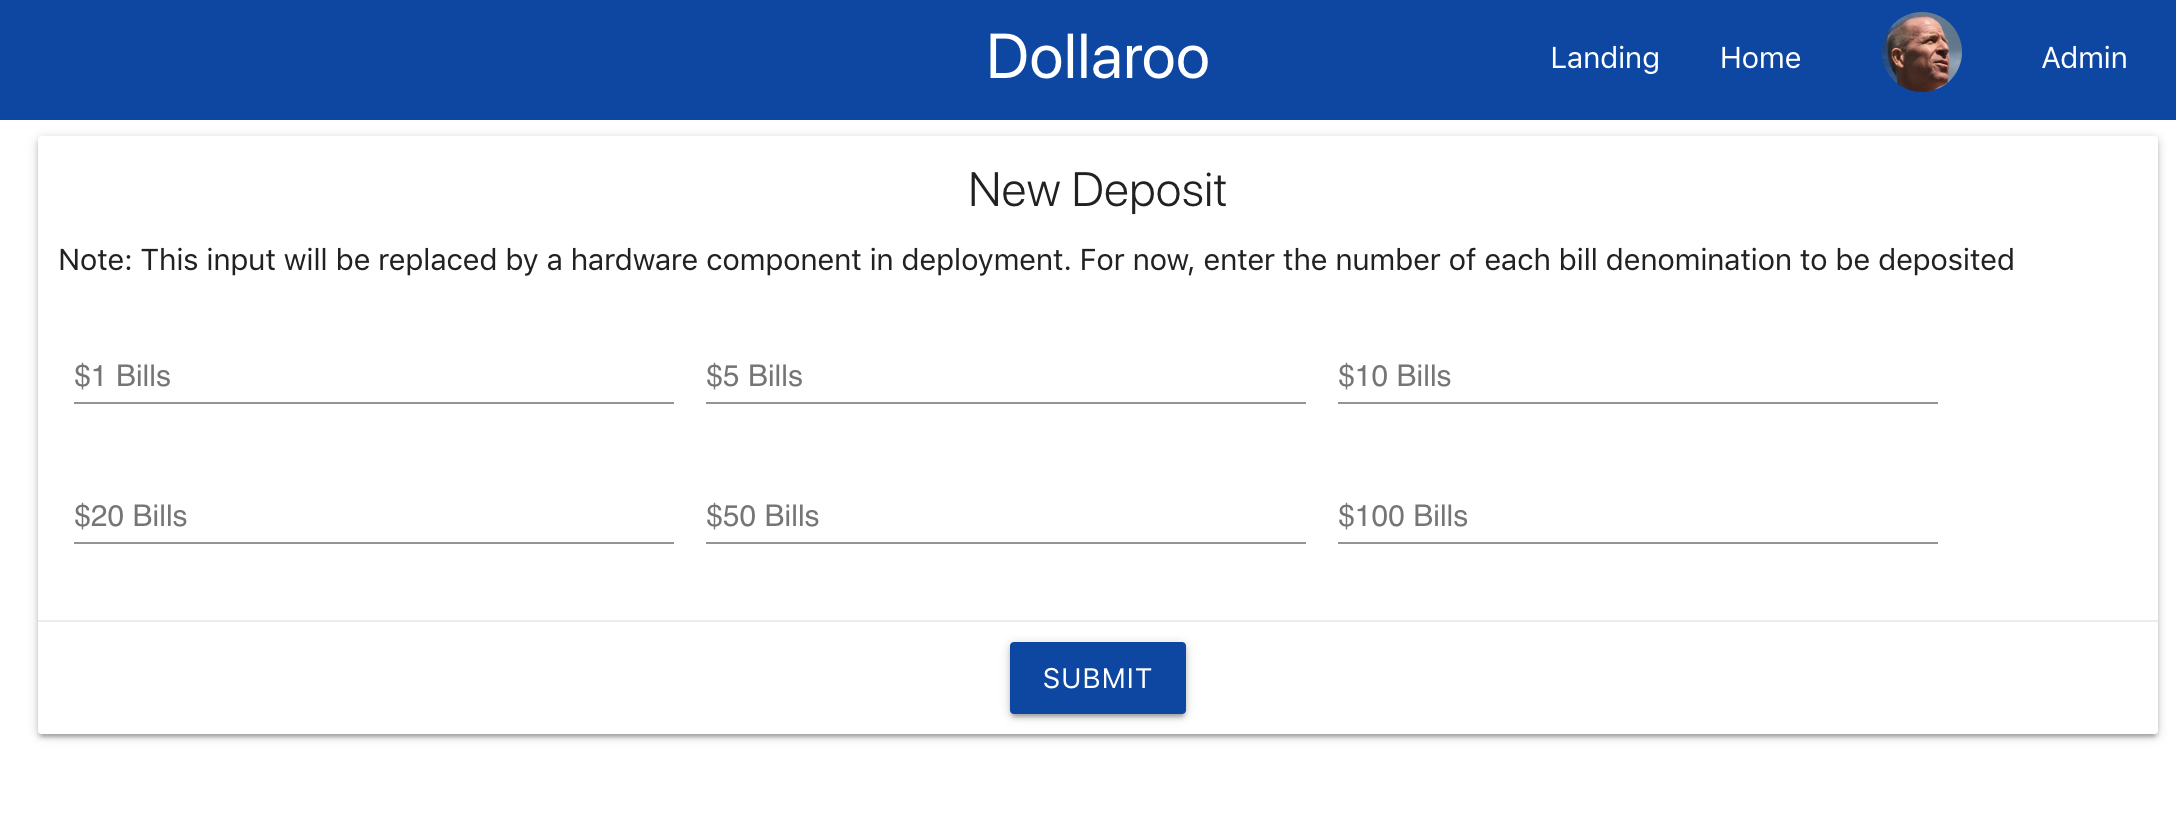 Dollaroo
Landing Home Admin
New Deposit
Note: This input will be replaced by a hardware component in deployment. For now, enter the number of each bill denomination to be deposited
$1 Bills $5 Bills $10 Bills
$20 Bills $50 Bills $100 Bills
SUBMIT